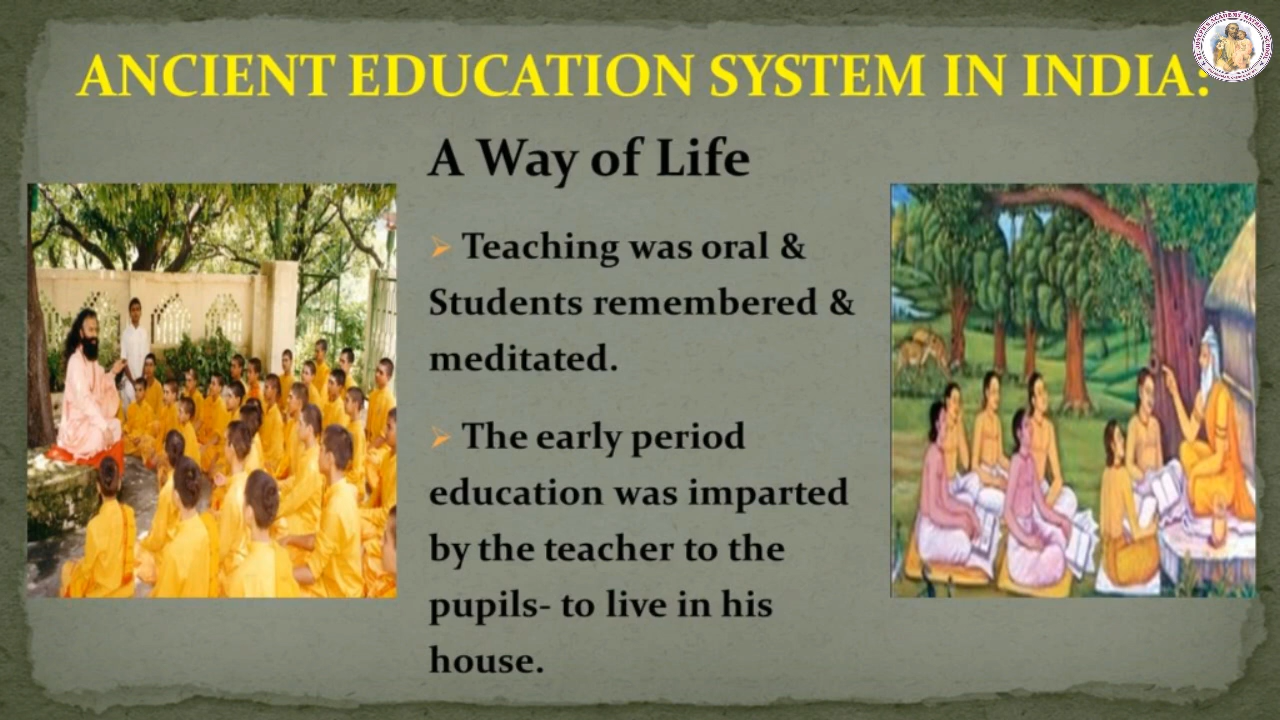 ANCIENT EDUCATION SYSTEM IN INDIA:
A Way of Life
➢ Teaching was oral &
Students remembered &
meditated.
➢ The early period
education was imparted
by the teacher to the
pupils- to live in his
house.